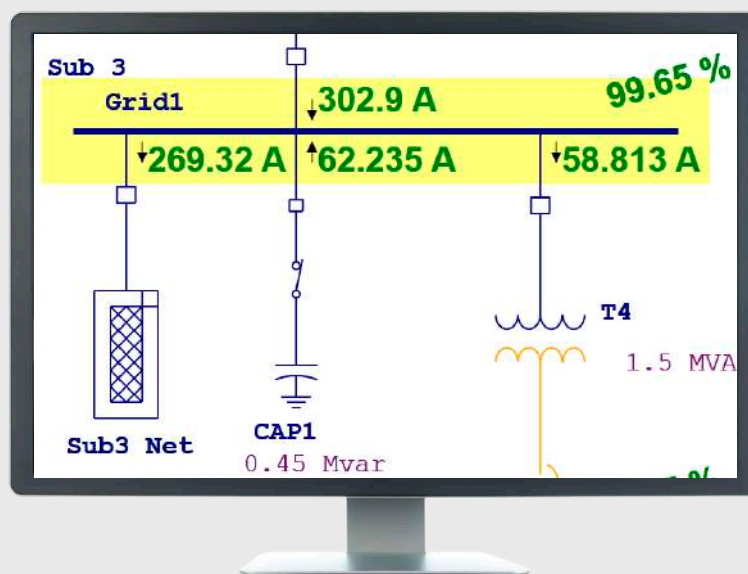 Sub 3
99.65 %
Grid1
302.9 A
269.32 A
62.235 A
58.813 A
T4
1.5 MVA
CAP1
Sub3 Net
0.45 Mvar
%